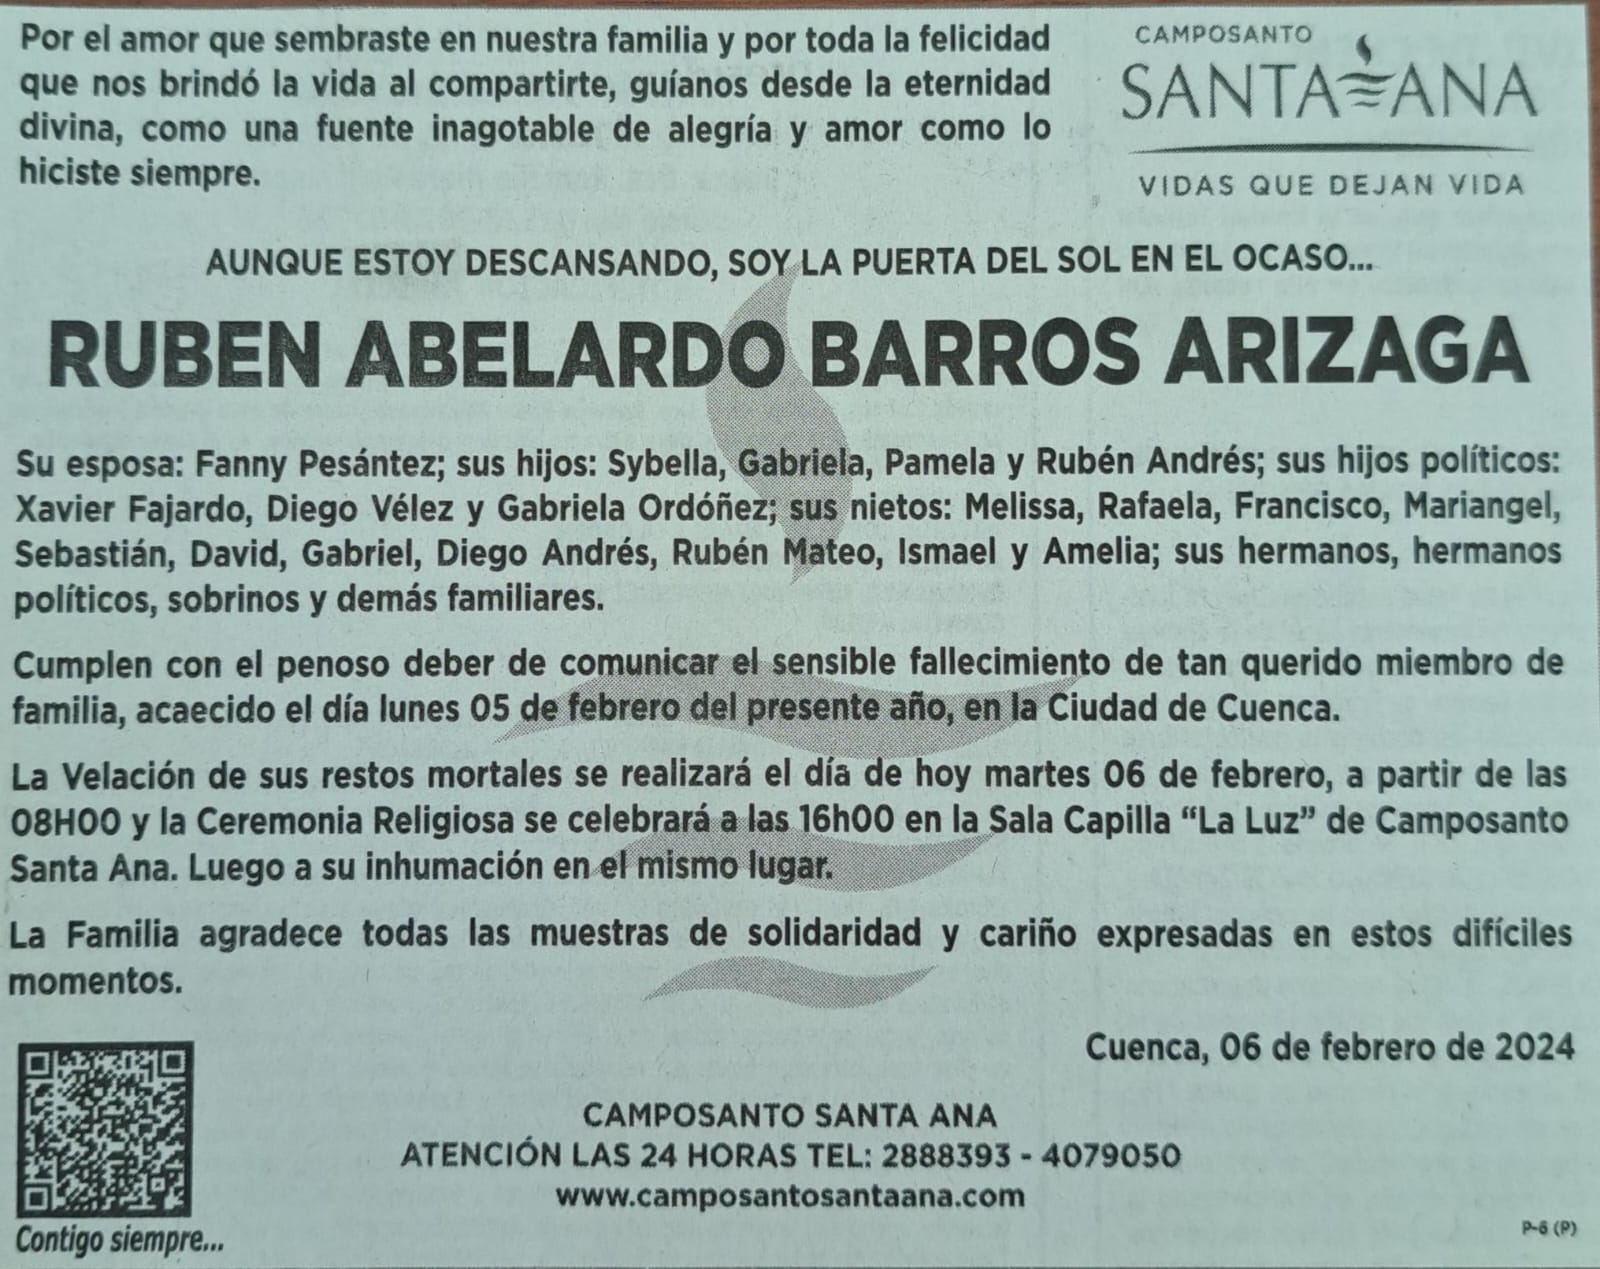 Por el amor que sembraste en nuestra familia y por toda la felicidad
que nos brindó la vida al compartirte, guíanos desde la eternidad
divina, como una fuente inagotable de alegría y amor como lo
hiciste siempre.
CAMPOSANTO
SANTA ANA
VIDAS QUE DEJAN VIDA
AUNQUE ESTOY DESCANSANDO, SOY LA PUERTA DEL SOL EN EL OCASO...
RUBEN ABELARDO BARROS ARIZAGA
Su esposa: Fanny Pesántez; sus hijos: Sybella, Gabriela, Pamela y Rubén Andrés; sus hijos políticos:
Xavier Fajardo, Diego Vélez y Gabriela Ordóñez; sus nietos: Melissa, Rafaela, Francisco, Mariangel,
Sebastián, David, Gabriel, Diego Andrés, Rubén Mateo, Ismael y Amelia; sus hermanos, hermanos
políticos, sobrinos y demás familiares.
Cumplen con el penoso deber de comunicar el sensible fallecimiento de tan querido miembro de
familia, acaecido el día lunes 05 de febrero del presente año, en la Ciudad de Cuenca.
La Velación de sus restos mortales se realizará el día de hoy martes 06 de febrero, a partir de las
08H00 y la Ceremonia Religiosa se celebrará a las 16h00 en la Sala Capilla “La Luz” de Camposanto
Santa Ana. Luego a su inhumación en el mismo lugar.
La Familia agradece todas las muestras de solidaridad y cariño expresadas en estos difíciles
momentos.
Cuenca, 06 de febrero de 2024
CAMPOSANTO SANTA ANA
ATENCIÓN LAS 24 HORAS TEL: 2888393 - 4079050
www.camposantosantaana.com
Contigo siempre...
P-6 (P)